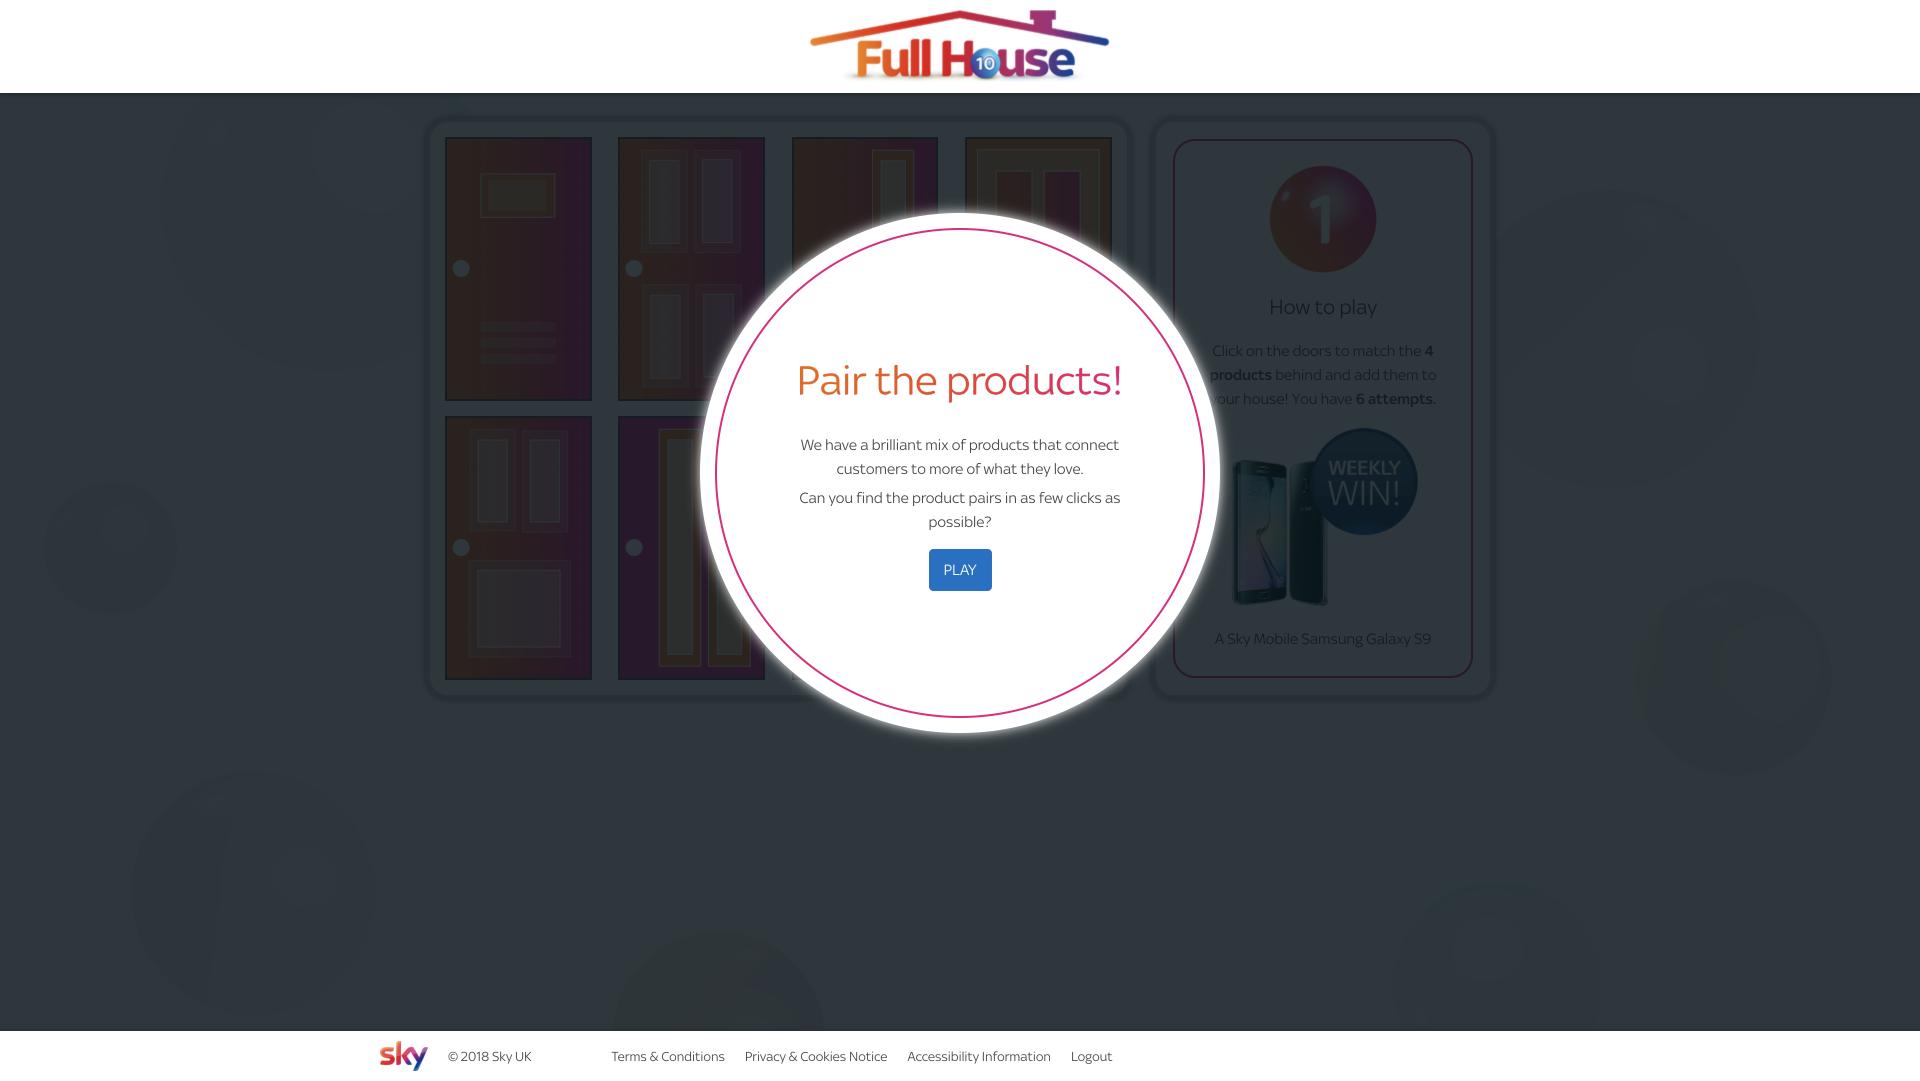 Full House
10
1
How to play
Click on the doors to match the 4
products behind and add them to
your house! You have 6 attempts.
WEEKLY
WIN!
A Sky Mobile Samsung Galaxy S9
Pair the products!
We have a brilliant mix of products that connect
customers to more of what they love.
Can you find the product pairs in as few clicks as
possible?
PLAY
sky
© 2018 Sky UK
Terms & Conditions
Privacy & Cookies Notice
Accessibility Information
Logout